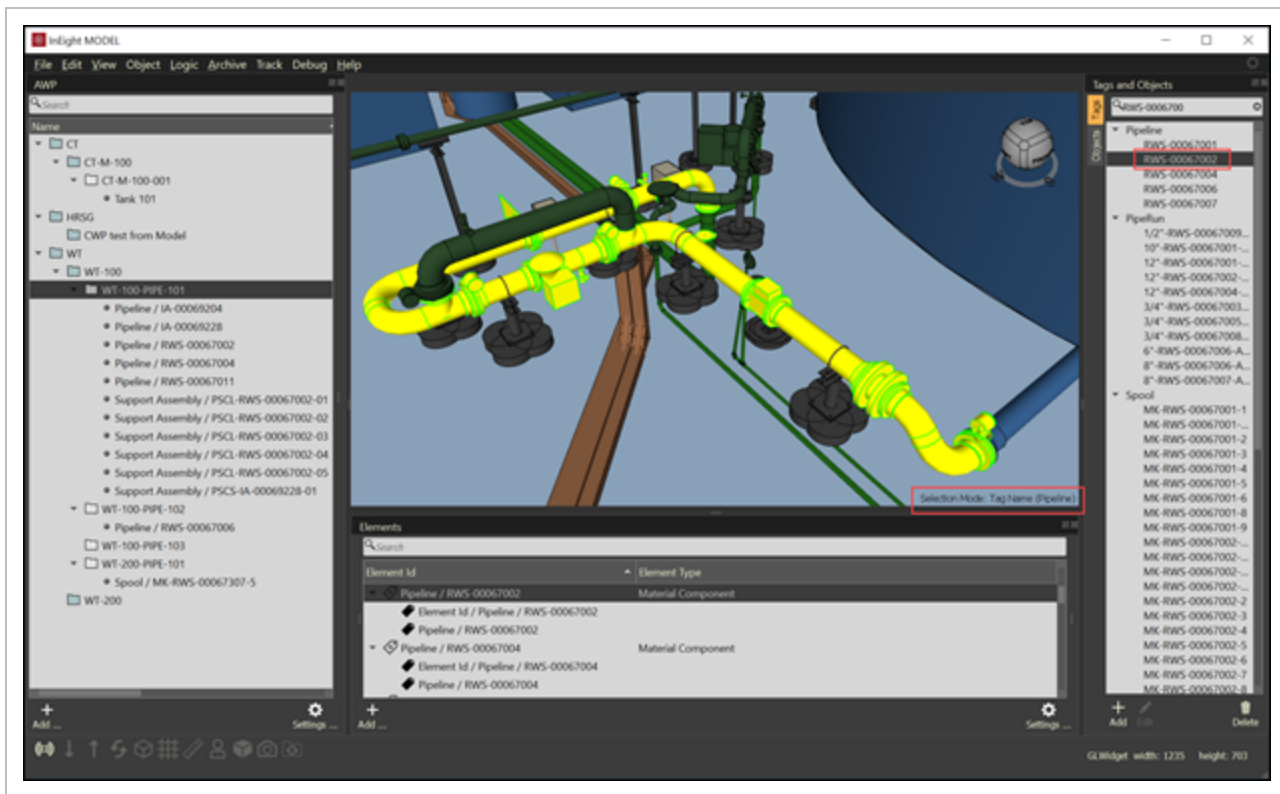 InEight MODEL
File Edit View Object Logic Archive Track Debug Help
AWP
Search
Name
CT
CT-M-100
CT-M-100-001
Tank 101
HRSG
CWP test from Model
WT
WT-100
WT-100-PIPE-101
Pipeline / IA-00069204
Pipeline / IA-00069228
Pipeline / RWS-00067002
Pipeline / RWS-00067004
Pipeline / RWS-00067011
Support Assembly / PSCL-RWS-00067002-01
Support Assembly / PSCL-RWS-00067002-02
Support Assembly / PSCL-RWS-00067002-03
Support Assembly / PSCL-RWS-00067002-04
Support Assembly / PSCL-RWS-00067002-05
Support Assembly / PSCS-IA-00069228-01
WT-100-PIPE-102
Pipeline / RWS-00067006
WT-100-PIPE-103
WT-200-PIPE-101
Spool / MK-RWS-00067307-5
WT-200
Add ...
Settings ...
Selection Mode: Tag Name (Pipeline)
Elements
Search
Element Id
Element Type
Pipeline / RWS-00067002 Material Component
Element Id / Pipeline / RWS-00067002
Pipeline / RWS-00067002
Pipeline / RWS-00067004 Material Component
Element Id / Pipeline / RWS-00067004
Pipeline / RWS-00067004
Add ...
Settings ...
Tags and Objects
Tags
Objects
RWS-0006700
Pipeline
RWS-00067001
RWS-00067002
RWS-00067004
RWS-00067006
RWS-00067007
PipeRun
1/2"-RWS-00067009...
10"-RWS-00067001-...
12"-RWS-00067001-...
12"-RWS-00067002-...
12"-RWS-00067004-...
3/4"-RWS-00067003...
3/4"-RWS-00067005...
3/4"-RWS-00067008...
6"-RWS-00067006-A...
8"-RWS-00067006-A...
8"-RWS-00067007-A...
Spool
MK-RWS-00067001-1
MK-RWS-00067001-...
MK-RWS-00067001-2
MK-RWS-00067001-3
MK-RWS-00067001-4
MK-RWS-00067001-5
MK-RWS-00067001-6
MK-RWS-00067001-8
MK-RWS-00067001-9
MK-RWS-00067002-...
MK-RWS-00067002-...
MK-RWS-00067002-...
MK-RWS-00067002-...
MK-RWS-00067002-2
MK-RWS-00067002-3
MK-RWS-00067002-4
MK-RWS-00067002-5
MK-RWS-00067002-6
MK-RWS-00067002-7
MK-RWS-00067002-8
Add
Edit
Delete
GLWidget width: 1235 height: 703